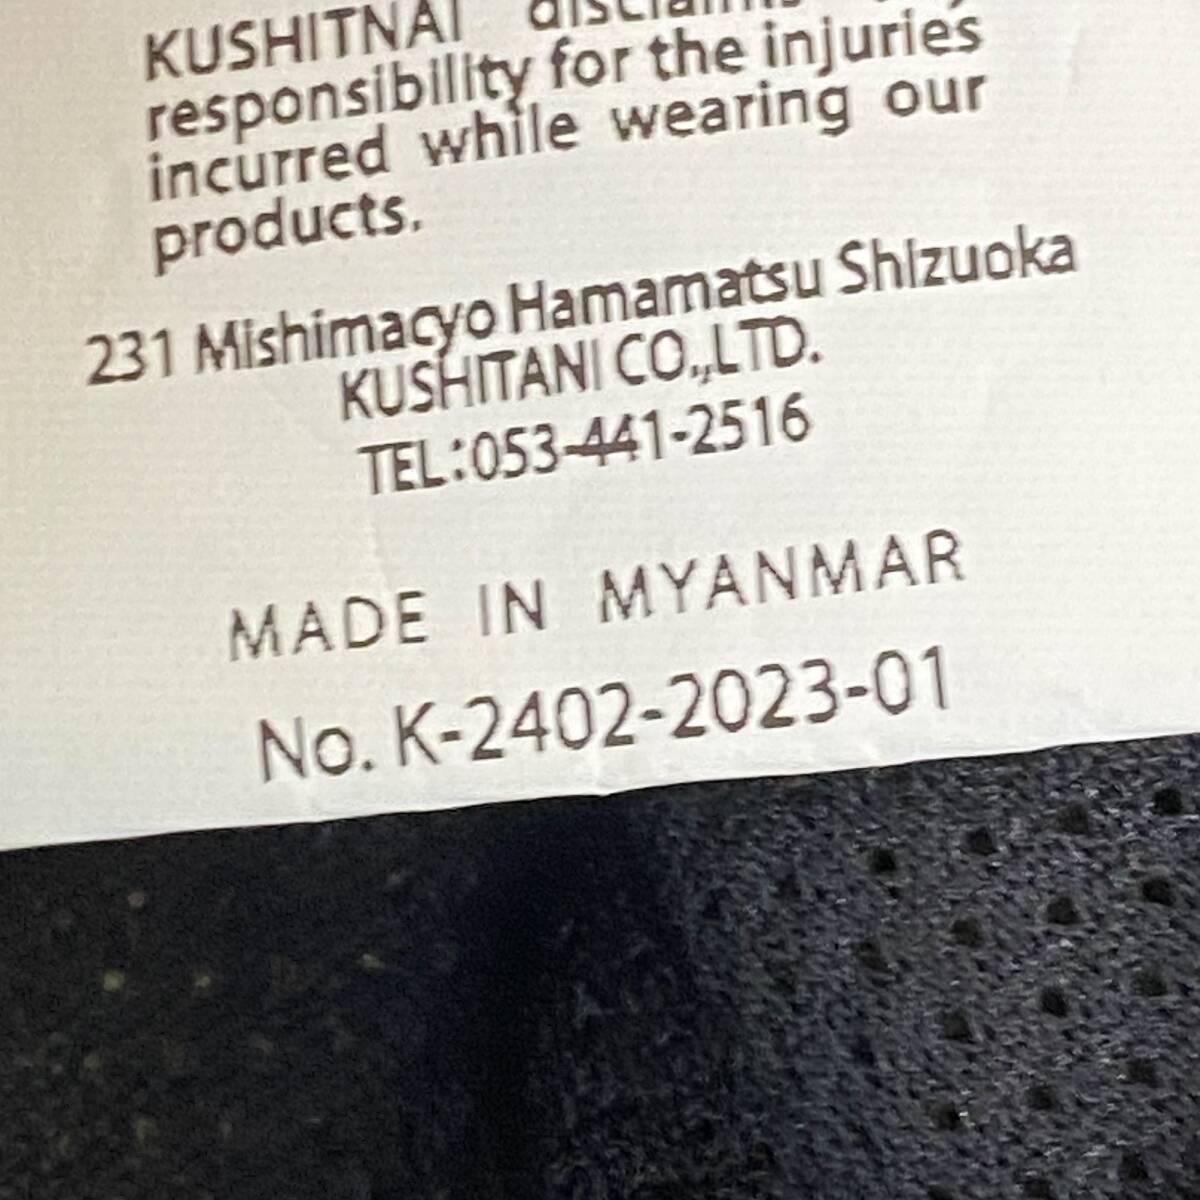 KUSHITNAI disclaims
responsibility for the injuries
incurred while wearing our
products.
231 Mishimacyo Hamamatsu Shizuoka
KUSHITANI CO.,LTD.
TEL:053-441-2516
MADE IN MYANMAR
No. K-2402-2023-01